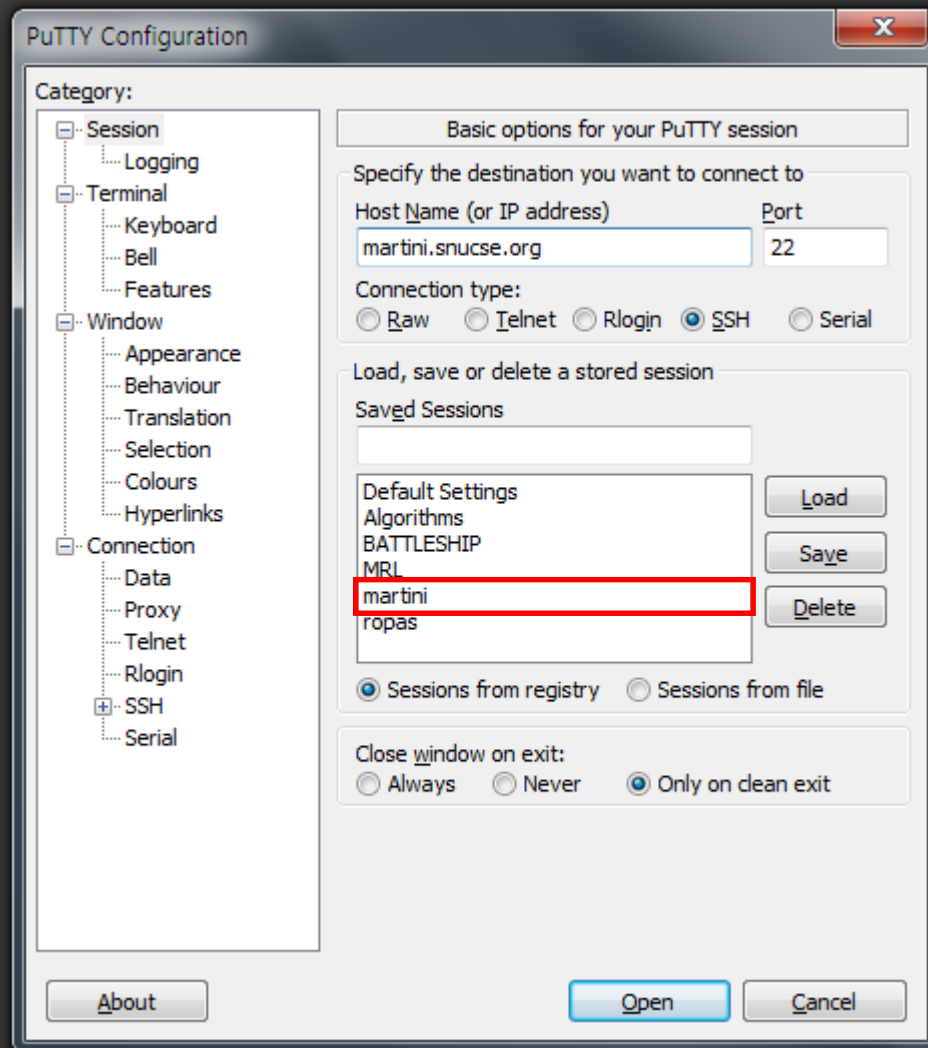 PuTTY Configuration
Category:
Session
Logging
Terminal
Keyboard
Bell
Features
Window
Appearance
Behaviour
Translation
Selection
Colours
Hyperlinks
Connection
Data
Proxy
Telnet
Rlogin
SSH
Serial
Basic options for your PuTTY session
Specify the destination you want to connect to
Host Name (or IP address) Port
martini.snucse.org 22
Connection type:
Raw Telnet Rlogin SSH Serial
Load, save or delete a stored session
Saved Sessions
Default Settings
Algorithms
BATTLESHIP
MRL
martini
ropas
Load
Save
Delete
Sessions from registry Sessions from file
Close window on exit:
Always Never Only on clean exit
About Open Cancel